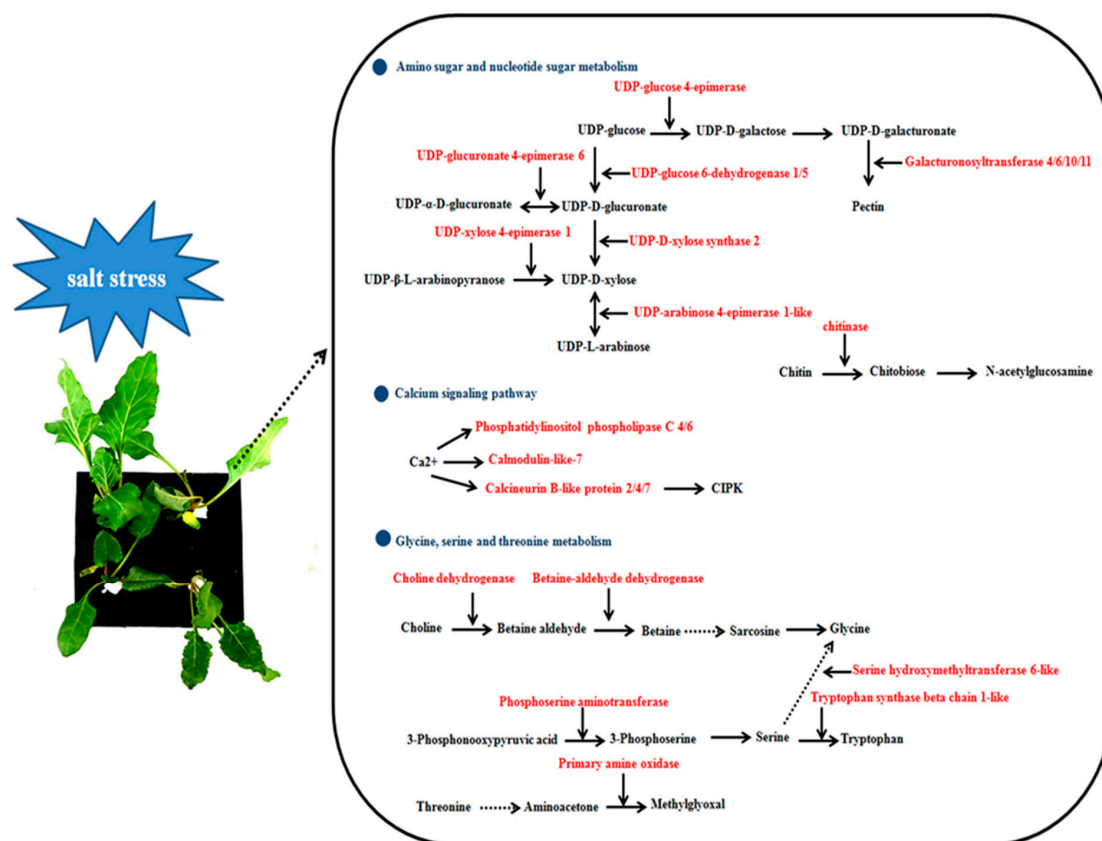 salt stress
Amino sugar and nucleotide sugar metabolism
UDP-glucose 4-epimerase
UDP-glucose UDP-D-galactose UDP-D-galacturonate
UDP-glucuronate 4-epimerase 6
Galacturonosyltransferase 4/6/10/11
UDP-glucose 6-dehydrogenase 1/5
UDP-α-D-glucuronate UDP-D-glucuronate Pectin
UDP-xylose 4-epimerase 1
UDP-D-xylose synthase 2
UDP-β-L-arabinopyranose UDP-D-xylose
UDP-arabinose 4-epimerase 1-like
chitinase
UDP-L-arabinose
Chitin Chitobiose N-acetylglucosamine
Calcium signaling pathway
Phosphatidylinositol phospholipase C 4/6
Ca2+ Calmodulin-like-7
Calcineurin B-like protein 2/4/7 CIPK
Glycine, serine and threonine metabolism
Choline dehydrogenase Betaine-aldehyde dehydrogenase
Choline Betaine aldehyde Betaine Sarcosine Glycine
Serine hydroxymethyltransferase 6-like
Phosphoserine aminotransferase Tryptophan synthase beta chain 1-like
3-Phosphonooxypyruvic acid 3-Phosphoserine Serine Tryptophan
Primary amine oxidase
Threonine Aminoacetone Methylglyoxal